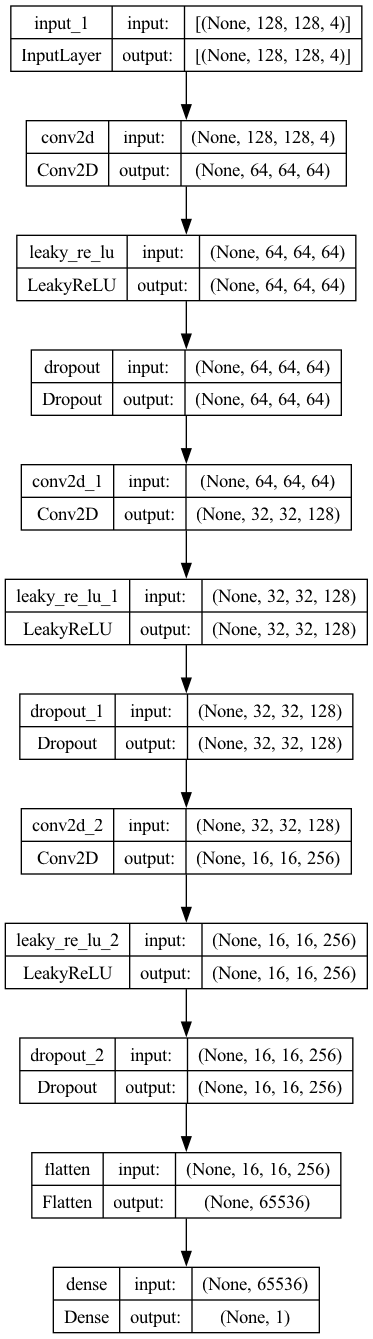 input_1 input: [(None, 128, 128, 4)]
InputLayer output: [(None, 128, 128, 4)]
conv2d input: (None, 128, 128, 4)
Conv2D output: (None, 64, 64, 64)
leaky_re_lu input: (None, 64, 64, 64)
LeakyReLU output: (None, 64, 64, 64)
dropout input: (None, 64, 64, 64)
Dropout output: (None, 64, 64, 64)
conv2d_1 input: (None, 64, 64, 64)
Conv2D output: (None, 32, 32, 128)
leaky_re_lu_1 input: (None, 32, 32, 128)
LeakyReLU output: (None, 32, 32, 128)
dropout_1 input: (None, 32, 32, 128)
Dropout output: (None, 32, 32, 128)
conv2d_2 input: (None, 32, 32, 128)
Conv2D output: (None, 16, 16, 256)
leaky_re_lu_2 input: (None, 16, 16, 256)
LeakyReLU output: (None, 16, 16, 256)
dropout_2 input: (None, 16, 16, 256)
Dropout output: (None, 16, 16, 256)
flatten input: (None, 16, 16, 256)
Flatten output: (None, 65536)
dense input: (None, 65536)
Dense output: (None, 1)